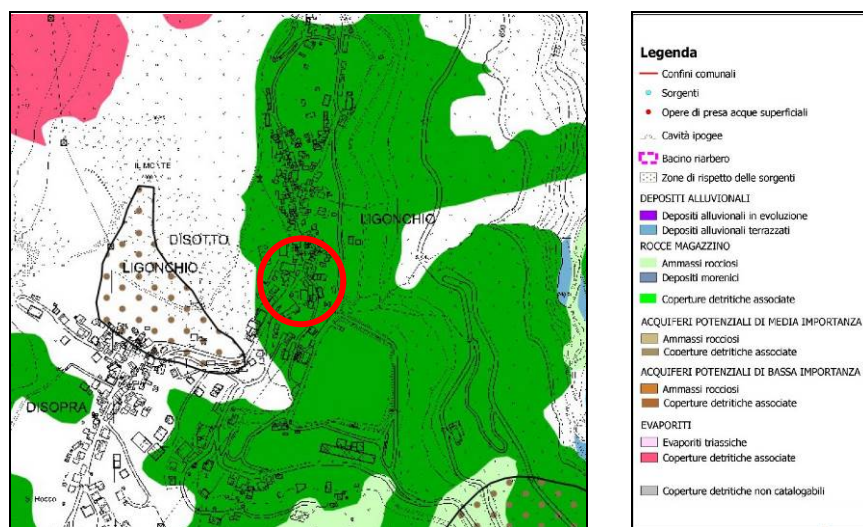 IL MONTE
DISOTTO
LIGONCHIO
LIGONCHIO
DISOPRA
Legenda
Confini comunali
Sorgenti
Opere di presa acque superficiali
Cavità ipogee
Bacino riarbero
Zone di rispetto delle sorgenti
DEPOSITI ALLUVIONALI
Depositi alluvionali in evoluzione
Depositi alluvionali terrazzati
ROCCE MAGAZZINO
Ammassi rocciosi
Depositi morenici
Coperture detritiche associate
ACQUIFERI POTENZIALI DI MEDIA IMPORTANZA
Ammassi rocciosi
Coperture detritiche associate
ACQUIFERI POTENZIALI DI BASSA IMPORTANZA
Ammassi rocciosi
Coperture detritiche associate
EVAPORITI
Evaporiti triassiche
Coperture detritiche associate
Coperture detritiche non catalogabili